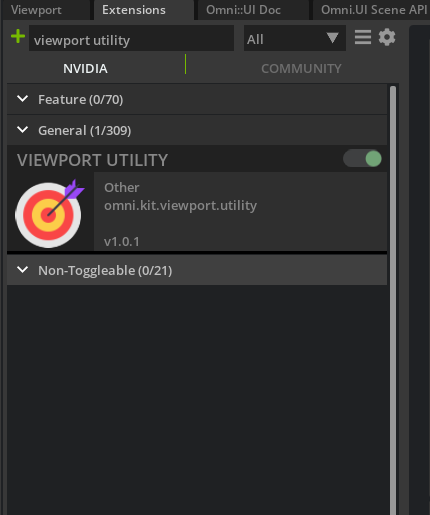 Viewport Extensions Omni::UI Doc Omni.UI Scene API
viewport utility All
NVIDIA COMMUNITY
Feature (0/70)
General (1/309)
VIEWPORT UTILITY
Other
omni.kit.viewport.utility
v1.0.1
Non-Toggleable (0/21)